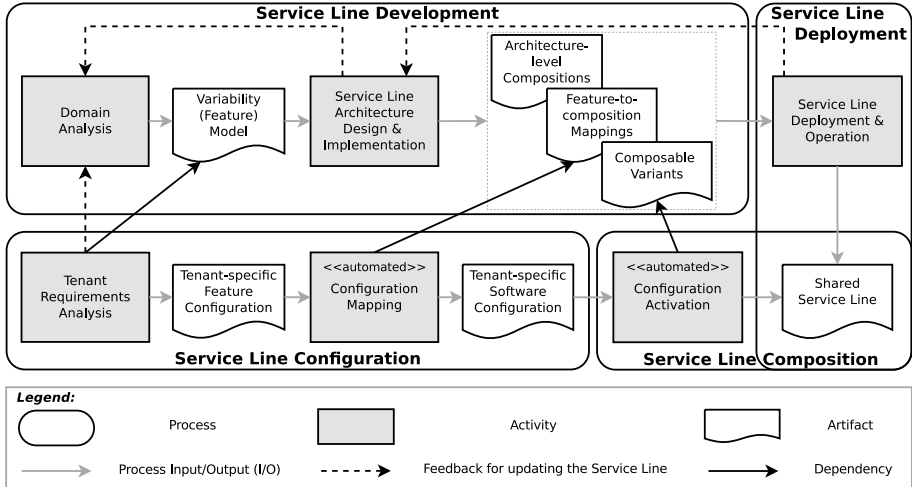 Service Line Development
Service Line
Deployment
Domain
Analysis
Variability
(Feature)
Model
Service Line
Architecture
Design &
Implementation
Architecture-
level
Compositions
Feature-to-
composition
Mappings
Composable
Variants
Service Line
Deployment &
Operation
Tenant
Requirements
Analysis
Tenant-specific
Feature
Configuration
<<automated>>
Configuration
Mapping
Tenant-specific
Software
Configuration
<<automated>>
Configuration
Activation
Shared
Service Line
Service Line Configuration
Service Line Composition
Legend:
Process
Activity
Artifact
Process Input/Output (I/O)
Feedback for updating the Service Line
Dependency